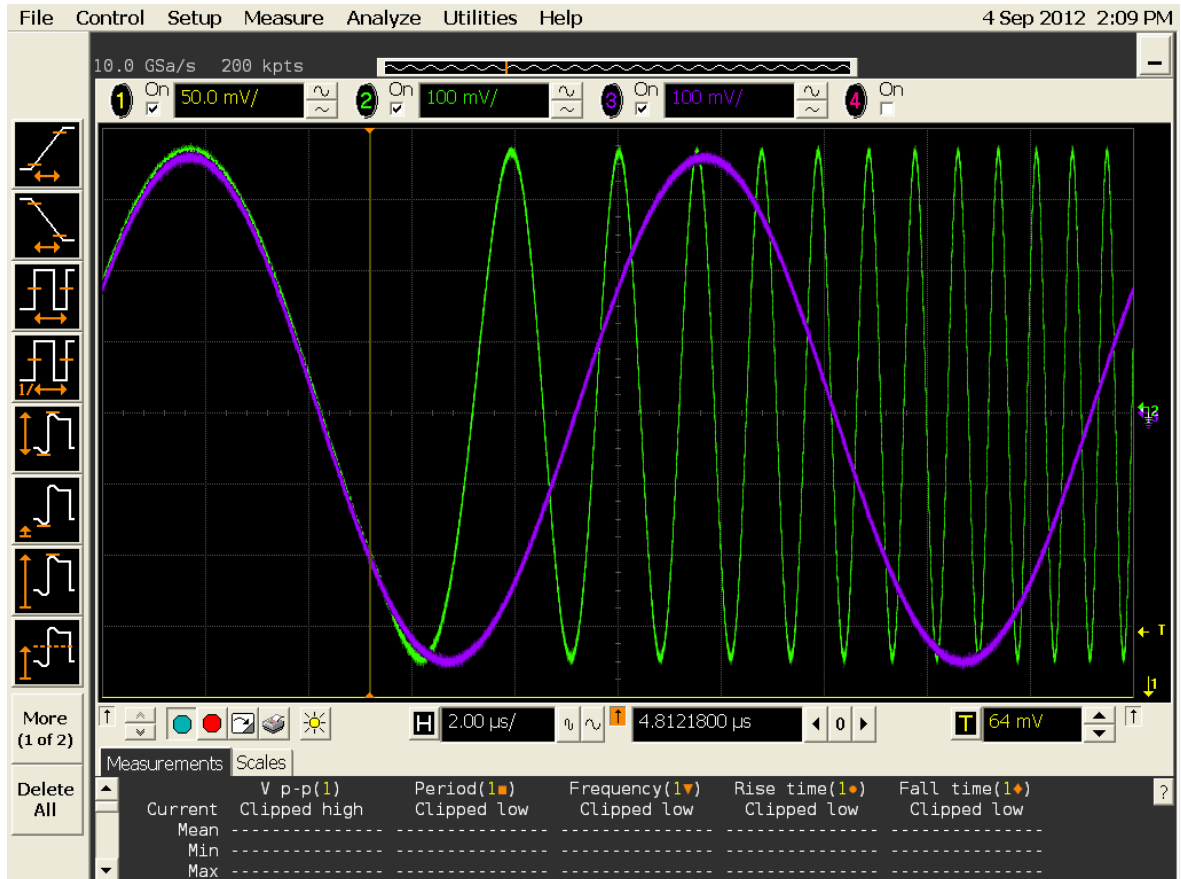 File Control Setup Measure Analyze Utilities Help 4 Sep 2012 2:09 PM
10.0 GSa/s 200 kpts
1 On 50.0 mV/ 2 On 100 mV/ 3 On 100 mV/ 4 On
2
T
1
More
(1 of 2)
Delete
All
H 2.00 µs/ 4.8121800 µs 0 T 64 mV
Measurements Scales
V p-p(1) Period(1■) Frequency(1▼) Rise time(1●) Fall time(1♦) ?
Current Clipped high Clipped low Clipped low Clipped low Clipped low
Mean --------------- --------------- --------------- --------------- ---------------
Min --------------- --------------- --------------- --------------- ---------------
Max --------------- --------------- --------------- --------------- ---------------